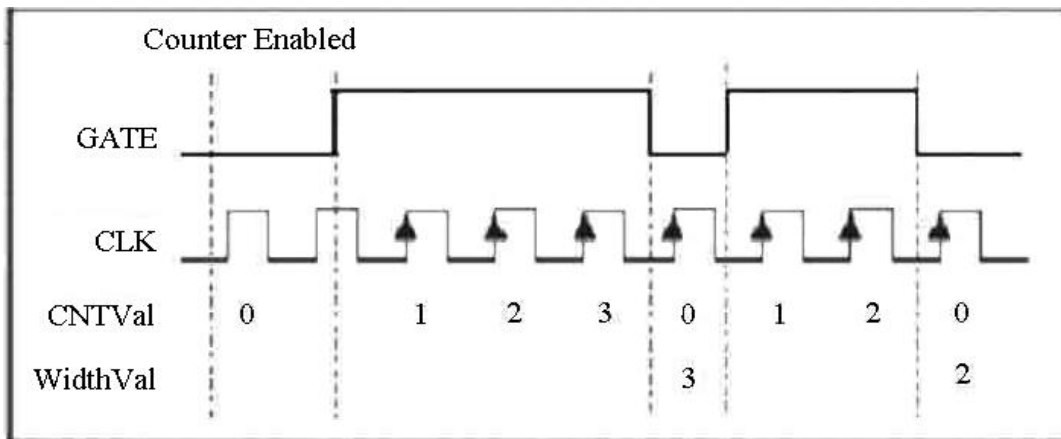 Counter Enabled
GATE
CLK
CNTVal 0 1 2 3 0 1 2 0
WidthVal 3 2